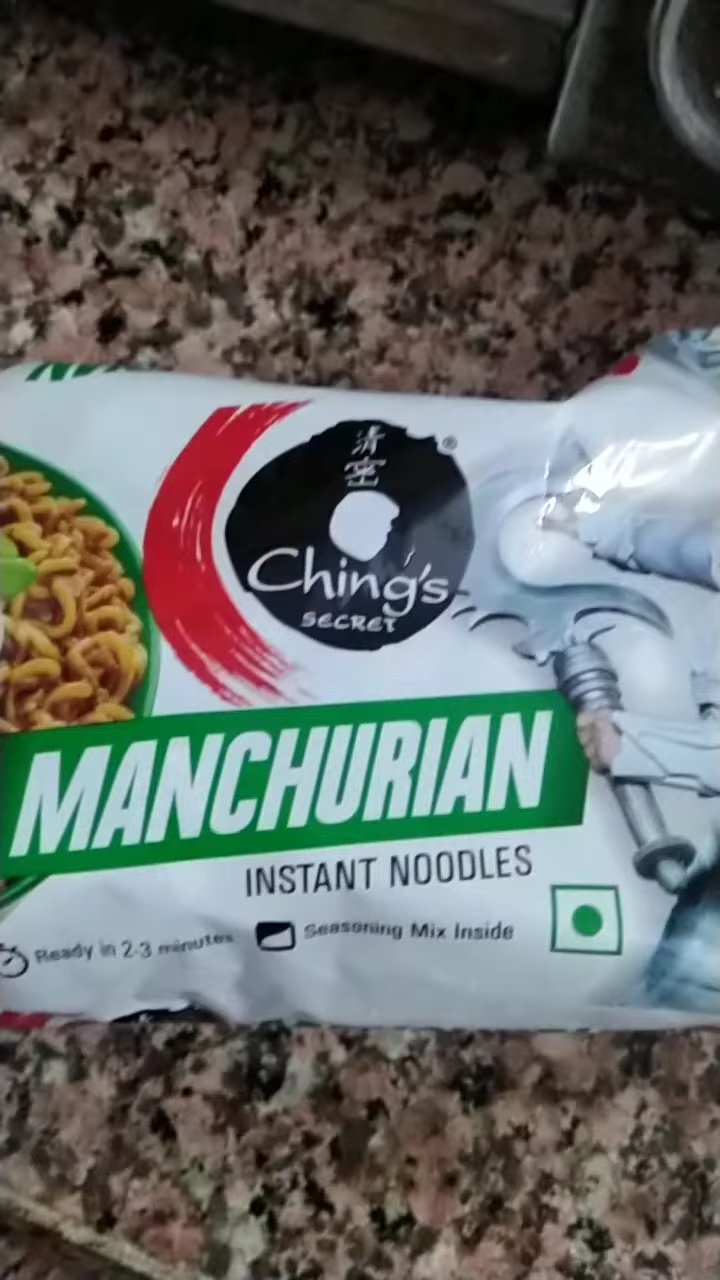 清
Ching's
SECRET
®
MANCHURIAN
INSTANT NOODLES
Ready in 2-3 minutes
Seasoning Mix Inside